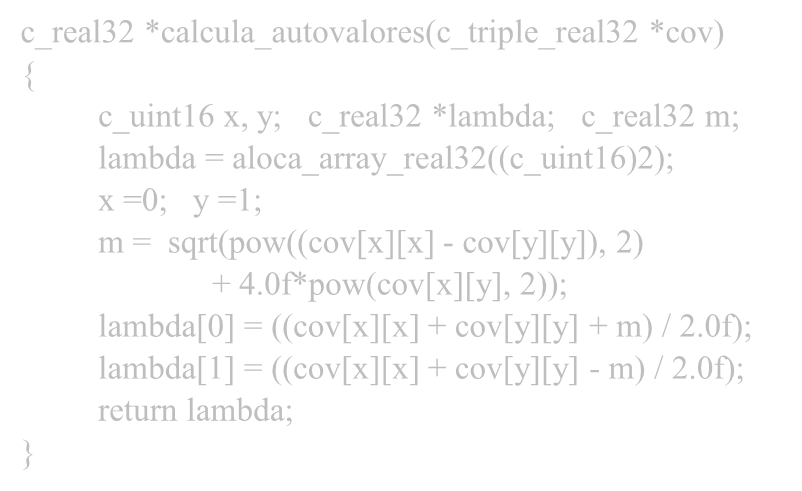 c_real32 *calcula_autovalores(c_triple_real32 *cov)
{
c_uint16 x, y; c_real32 *lambda; c_real32 m;
lambda = aloca_array_real32((c_uint16)2);
x =0; y =1;
m = sqrt(pow((cov[x][x] - cov[y][y]), 2)
+ 4.0f*pow(cov[x][y], 2));
lambda[0] = ((cov[x][x] + cov[y][y] + m) / 2.0f);
lambda[1] = ((cov[x][x] + cov[y][y] - m) / 2.0f);
return lambda;
}